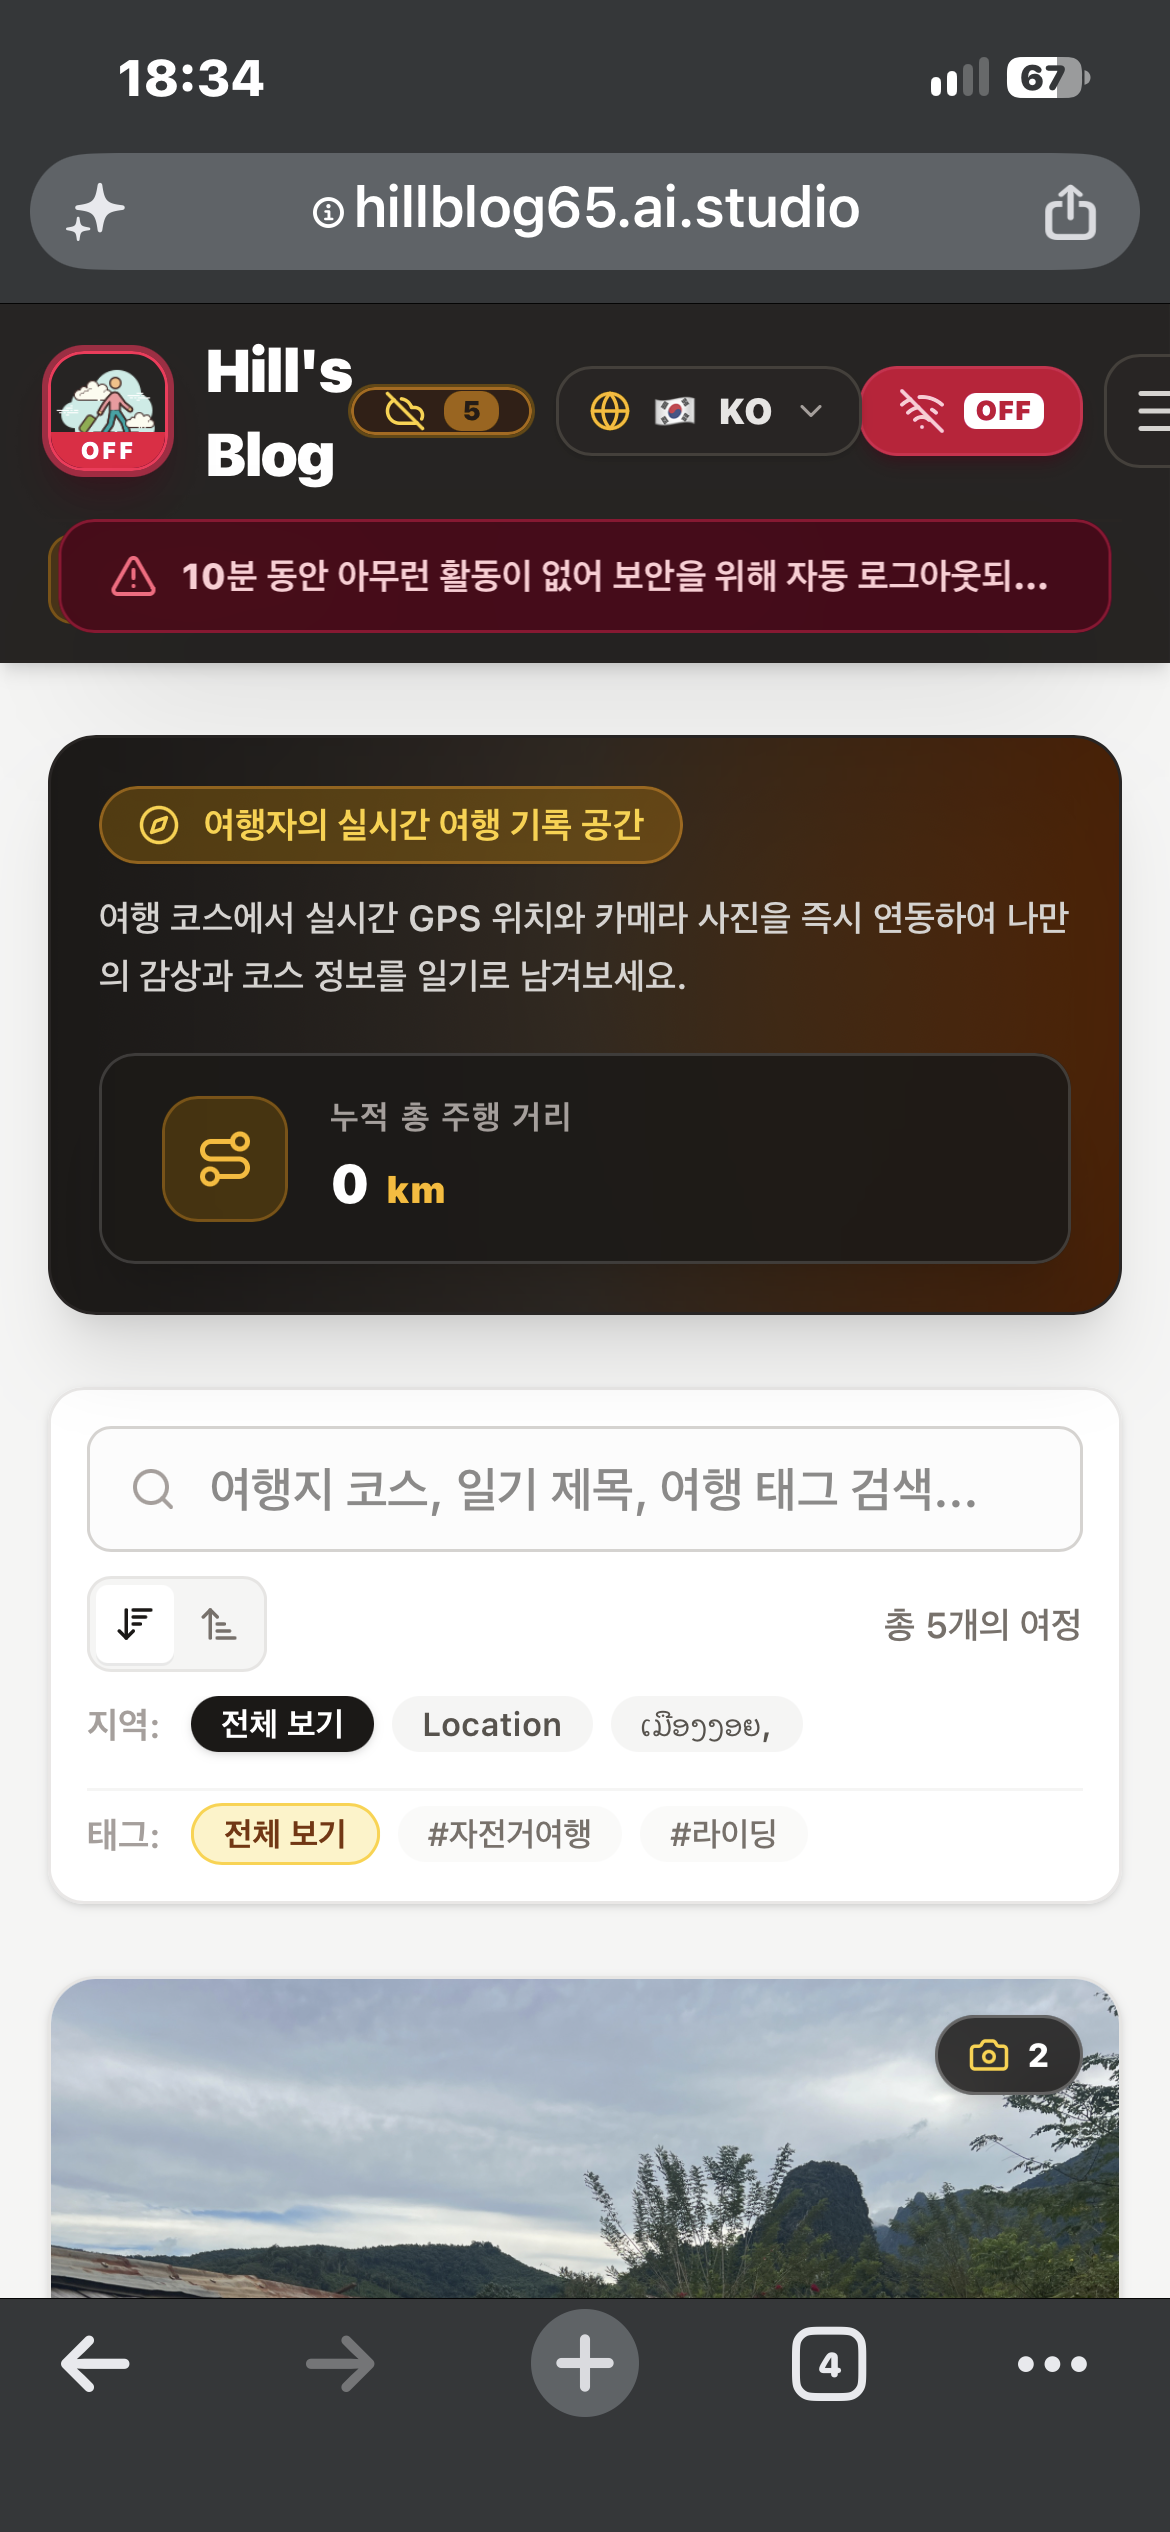 18:34
67
hillblog65.ai.studio
Hill's
Blog
OFF
5
KO
OFF
10분 동안 아무런 활동이 없어 보안을 위해 자동 로그아웃되...
여행자의 실시간 여행 기록 공간
여행 코스에서 실시간 GPS 위치와 카메라 사진을 즉시 연동하여 나만
의 감상과 코스 정보를 일기로 남겨보세요.
누적 총 주행 거리
0 km
여행지 코스, 일기 제목, 여행 태그 검색...
총 5개의 여정
지역: 전체 보기 Location ເມືອງງອຍ,
태그: 전체 보기 #자전거여행 #라이딩
2
4